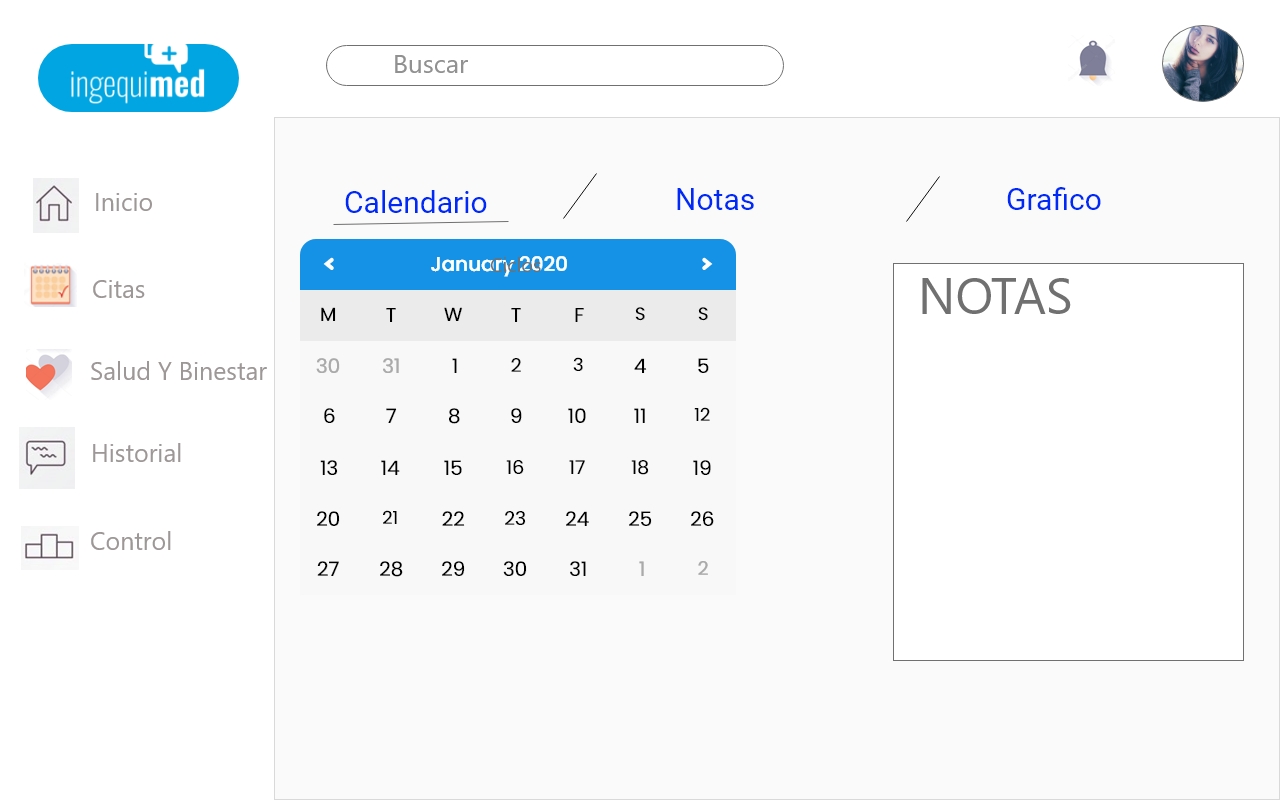 ingequimed
Buscar
Inicio
Citas
Salud Y Binestar
Historial
Control
Calendario
Notas
Grafico
January 2020
M T W T F S S
30 31 1 2 3 4 5
6 7 8 9 10 11 12
13 14 15 16 17 18 19
20 21 22 23 24 25 26
27 28 29 30 31 1 2
NOTAS